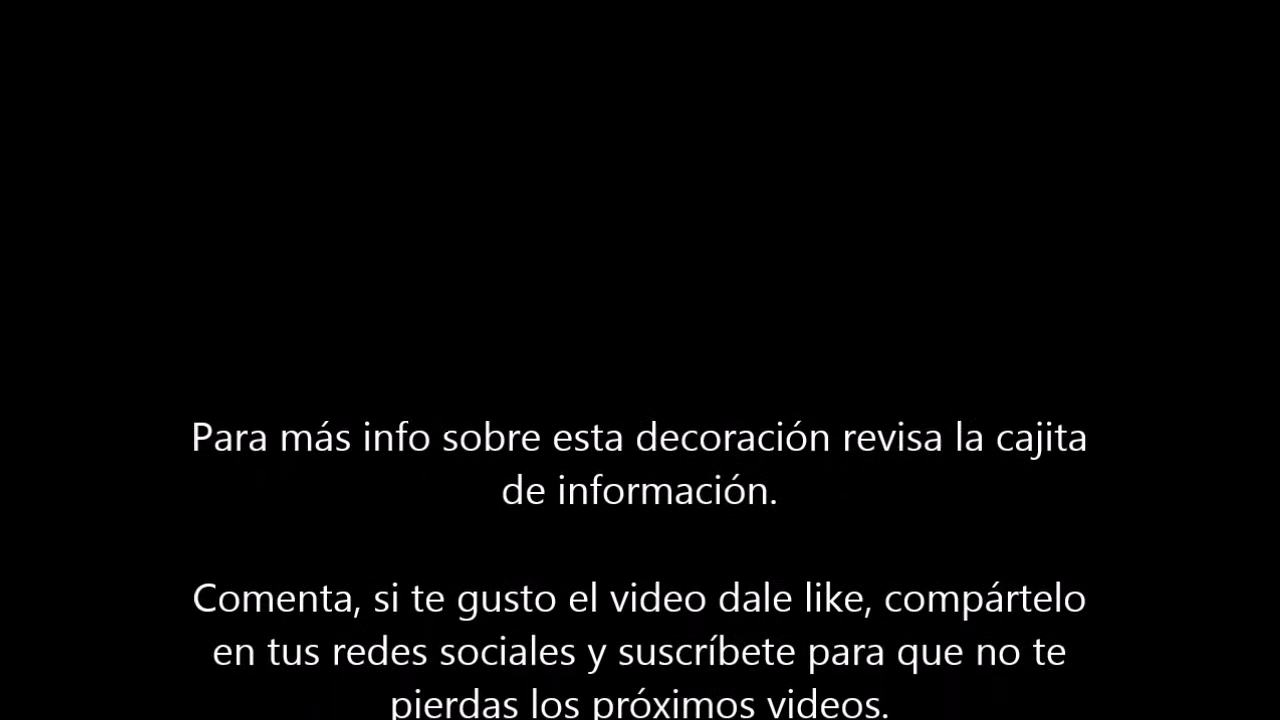 Para más info sobre esta decoración revisa la cajita
de información.
Comenta, si te gusto el video dale like, compártelo
en tus redes sociales y suscríbete para que no te
pierdas los próximos videos.